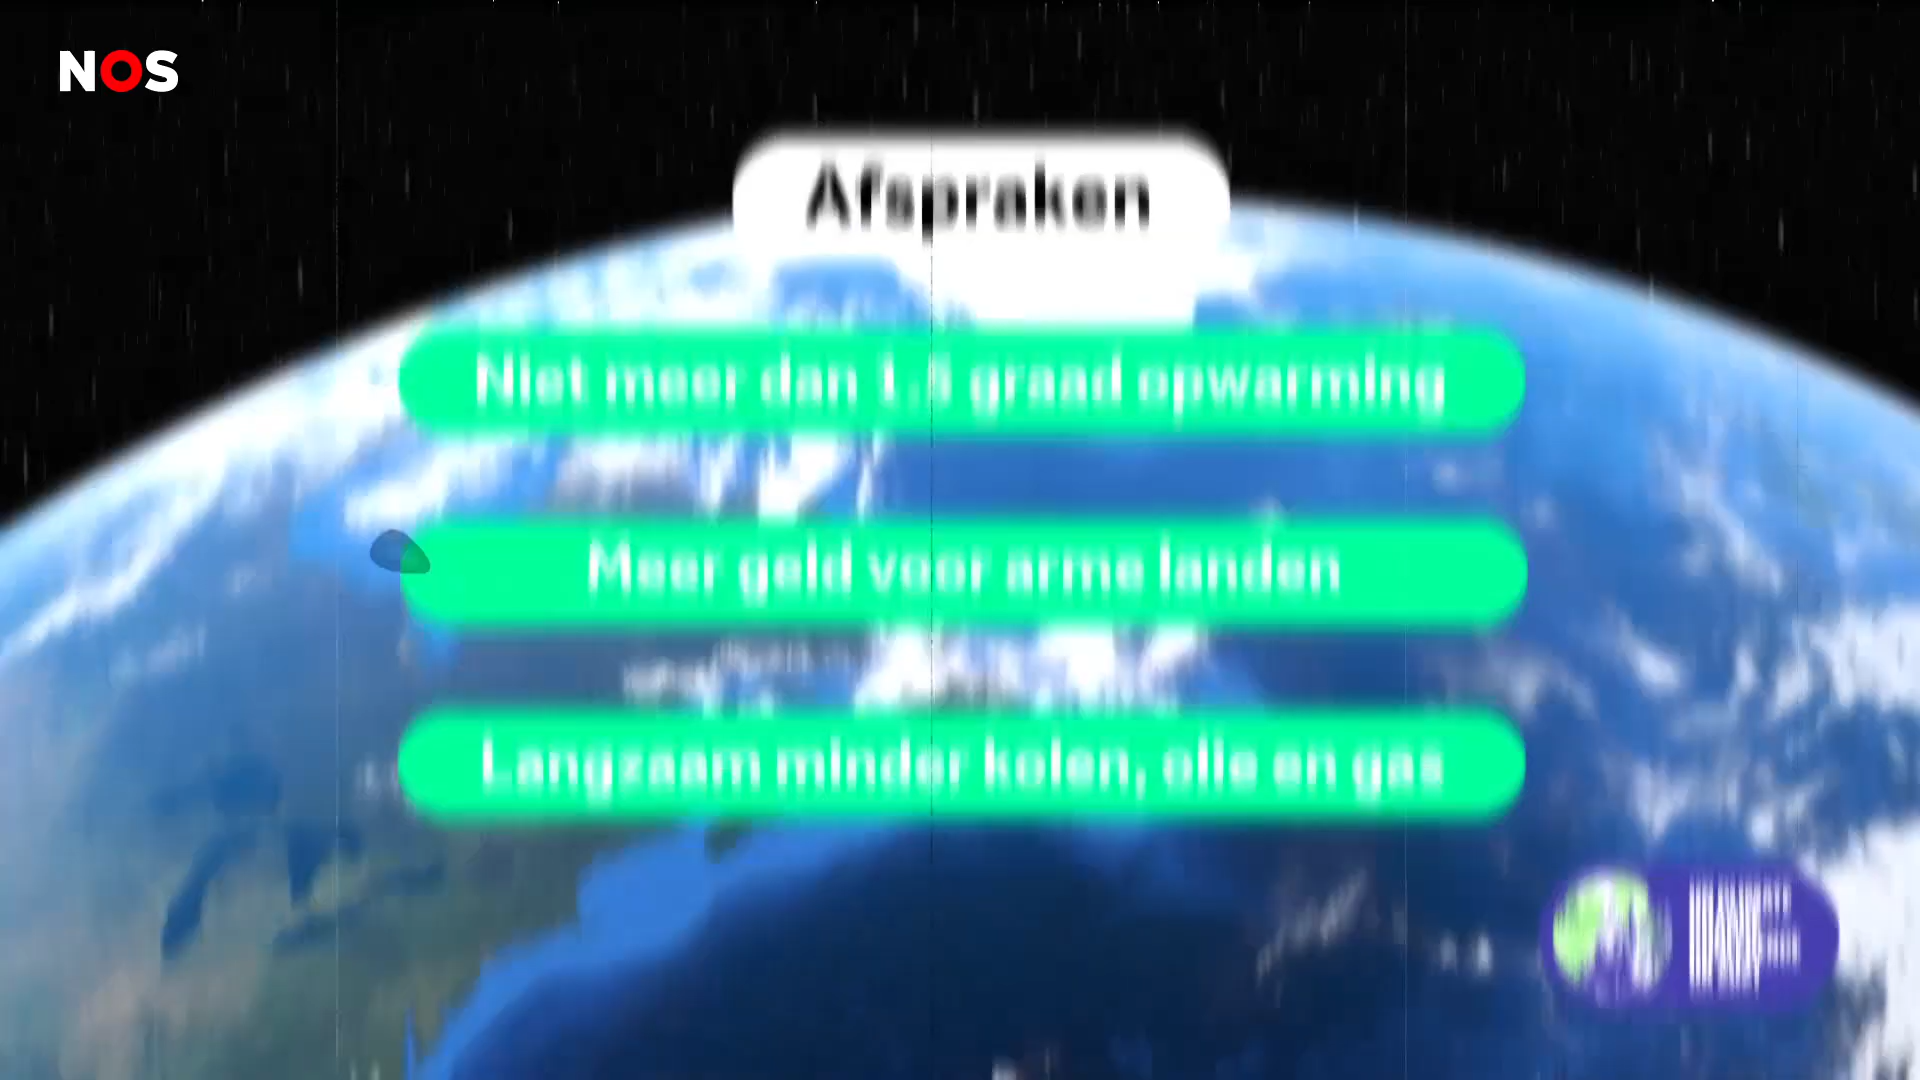 NOS
Afspraken
Niet meer dan 1,5 graad opwarming
Meer geld voor arme landen
Langzaam minder kolen, olie en gas